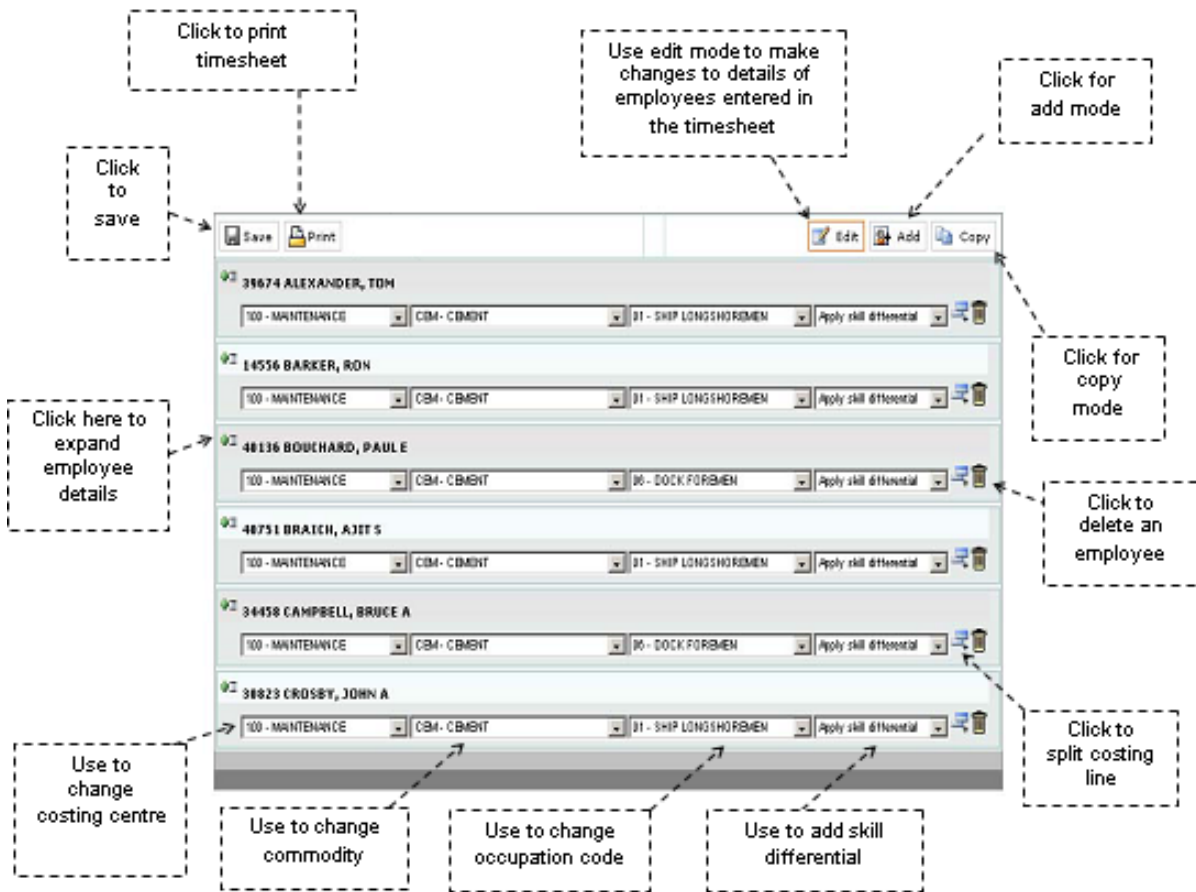 Click to print
timesheet
Use edit mode to make
changes to details of
employees entered in
the timesheet
Click for
add mode
Click
to
save
Save Print Edit Add Copy
39674 ALEXANDER, TOM
100 - MAINTENANCE CEM - CEMENT 01 - SHIP LONGSHOREMEN Apply skill differential
14556 BARKER, RON
100 - MAINTENANCE CEM - CEMENT 01 - SHIP LONGSHOREMEN Apply skill differential
Click for
copy
mode
Click here to
expand
employee
details
40136 BOUCHARD, PAUL E
100 - MAINTENANCE CEM - CEMENT 06 - DOCK FOREMEN Apply skill differential
Click to
delete an
employee
40751 BRAICH, AJIT S
100 - MAINTENANCE CEM - CEMENT 01 - SHIP LONGSHOREMEN Apply skill differential
34458 CAMPBELL, BRUCE A
100 - MAINTENANCE CEM - CEMENT 06 - DOCK FOREMEN Apply skill differential
30823 CROSBY, JOHN A
100 - MAINTENANCE CEM - CEMENT 01 - SHIP LONGSHOREMEN Apply skill differential
Click to
split costing
line
Use to
change
costing centre
Use to change
commodity
Use to change
occupation code
Use to add skill
differential